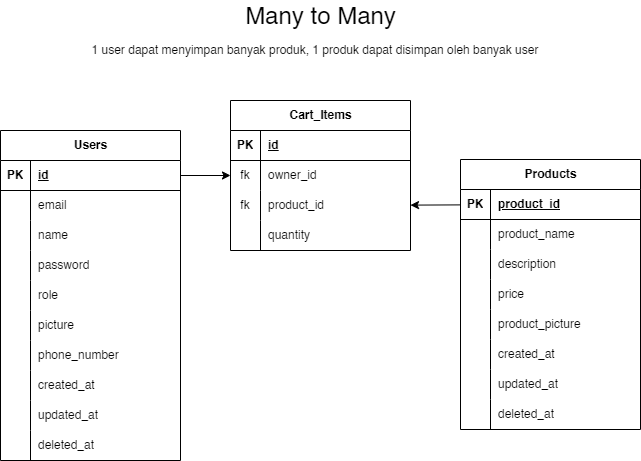 Many to Many
1 user dapat menyimpan banyak produk, 1 produk dapat disimpan oleh banyak user
Users
PK id
email
name
password
role
picture
phone_number
created_at
updated_at
deleted_at
Cart_Items
PK id
fk owner_id
fk product_id
quantity
Products
PK product_id
product_name
description
price
product_picture
created_at
updated_at
deleted_at